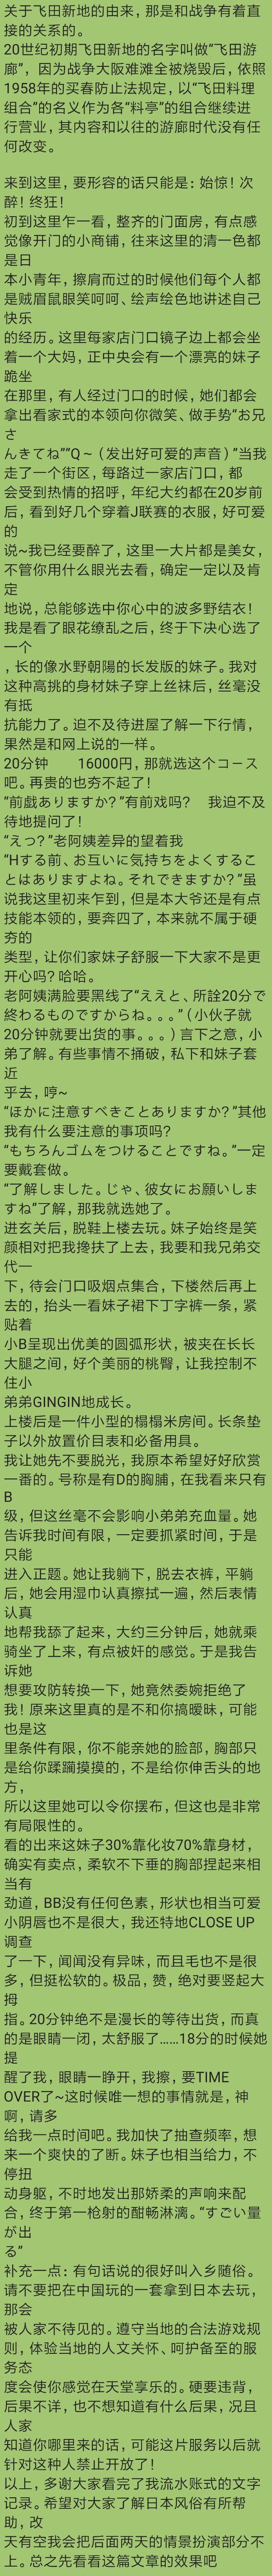 关于飞田新地的由来，那是和战争有着直
接的关系的。
20世纪初期飞田新地的名字叫做“飞田游
廊”，因为战争大阪难滩全被烧毁后，依照
1958年的买春防止法规定，以“飞田料理
组合”的名义作为各“料亭”的组合继续进
行营业，其内容和以往的游廊时代没有任
何改变。
来到这里，要形容的话只能是：始惊！次
醉！终狂！
初到这里乍一看，整齐的门面房，有点感
觉像开门的小商铺，往来这里的清一色都
是日
本小青年，擦肩而过的时候他们每个人都
是贼眉鼠眼笑呵呵、绘声绘色地讲述自己
快乐
的经历。这里每家店门口镜子边上都会坐
着一个大妈，正中央会有一个漂亮的妹子
跪坐
在那里，有人经过门口的时候，她们都会
拿出看家式的本领向你微笑、做手势“お兄
さ
んきてね””Q～（发出好可爱的声音）”当我
走了一个街区，每路过一家店门口，都
会受到热情的招呼，年纪大约都在20岁前
后，看到好几个穿着J联赛的衣服，好可爱
的
说~我已经要醉了，这里一大片都是美女，
不管你用什么眼光去看，确定一定以及肯
定
地说，总能够选中你心中的波多野结衣！
我是看了眼花缭乱之后，终于下决心选了
一个
，长的像水野朝陽的长发版的妹子。我对
这种高挑的身材妹子穿上丝袜后，丝毫没
有抵
抗能力了。迫不及待进屋了解一下行情，
果然是和网上说的一样。
20分钟　　16000円，那就选这个コース
吧。再贵的也夯不起了！
“前戯ありますか？”有前戏吗？　我迫不及
待地提问了！
“えっ？”老阿姨差异的望着我
“Hする前、お互いに気持ちをよくするこ
とはありますよね。それできますか？”虽
说我这里初来乍到，但是本大爷还是有点
技能本领的，要奔四了，本来就不属于硬
夯的
类型，让你们家妹子舒服一下大家不是更
开心吗？哈哈。
老阿姨满脸要黑线了“ええと、所詮20分で
終わるものですからね。。。”（小伙子就
20分钟就要出货的事。。。）言下之意，小
弟了解。有些事情不捅破，私下和妹子套
近
乎去，哼~
“ほかに注意すべきことありますか？”其他
我有什么要注意的事项吗？
“もちろんゴムをつけることですね。”一定
要戴套做。
“了解しました。じゃ、彼女にお願いしま
すね”了解，那我就选她了。
进玄关后，脱鞋上楼去玩。妹子始终是笑
颜相对把我搀扶了上去，我要和我兄弟交
代一
下，待会门口吸烟点集合，下楼然后再上
去的，抬头一看妹子裙下丁字裤一条，紧
贴着
小B呈现出优美的圆弧形状，被夹在长长
大腿之间，好个美丽的桃臀，让我控制不
住小
弟弟GINGIN地成长。
上楼后是一件小型的榻榻米房间。长条垫
子以外放置价目表和必备用具。
我让她先不要脱光，我原本希望好好欣赏
一番的。号称是有D的胸脯，在我看来只有
B
级，但这丝毫不会影响小弟弟充血量。她
告诉我时间有限，一定要抓紧时间，于是
只能
进入正题。她让我躺下，脱去衣裤，平躺
后，她会用湿巾认真擦拭一遍，然后表情
认真
地帮我舔了起来，大约三分钟后，她就乘
骑坐了上来，有点被奸的感觉。于是我告
诉她
想要攻防转换一下，她竟然委婉拒绝了
我！原来这里真的是不和你搞暧昧，可能
也是这
里条件有限，你不能亲她的脸部，胸部只
是给你蹂躏摸摸的，不是给你伸舌头的地
方，
所以这里她可以令你摆布，但这也是非常
有局限性的。
看的出来这妹子30%靠化妆70%靠身材，
确实有卖点，柔软不下垂的胸部捏起来相
当有
劲道，BB没有任何色素，形状也相当可爱
小阴唇也不是很大，我还特地CLOSE UP
调查
了一下，闻闻没有异味，而且毛也不是很
多，但挺松软的。极品，赞，绝对要竖起大
拇
指。20分钟绝不是漫长的等待出货，而真
的是眼睛一闭，太舒服了......18分的时候她
提
醒了我，眼睛一睁开，我擦，要TIME
OVER了~这时候唯一想的事情就是，神
啊，请多
给我一点时间吧。我加快了抽查频率，想
来一个爽快的了断。妹子也相当给力，不
停扭
动身躯，不时地发出那娇柔的声响来配
合，终于第一枪射的酣畅淋漓。“すごい量
が出
る”
补充一点：有句话说的很好叫入乡随俗。
请不要把在中国玩的一套拿到日本去玩，
那会
被人家不待见的。遵守当地的合法游戏规
则，体验当地的人文关怀、呵护备至的服
务态
度会使你感觉在天堂享乐的。硬要违背，
后果不详，也不想知道有什么后果，况且
人家
知道你哪里来的话，可能这片服务以后就
针对这种人禁止开放了！
以上，多谢大家看完了我流水账式的文字
记录。希望对大家了解日本风俗有所帮
助，改
天有空我会把后面两天的情景扮演部分不
上。总之先看看这篇文章的效果吧